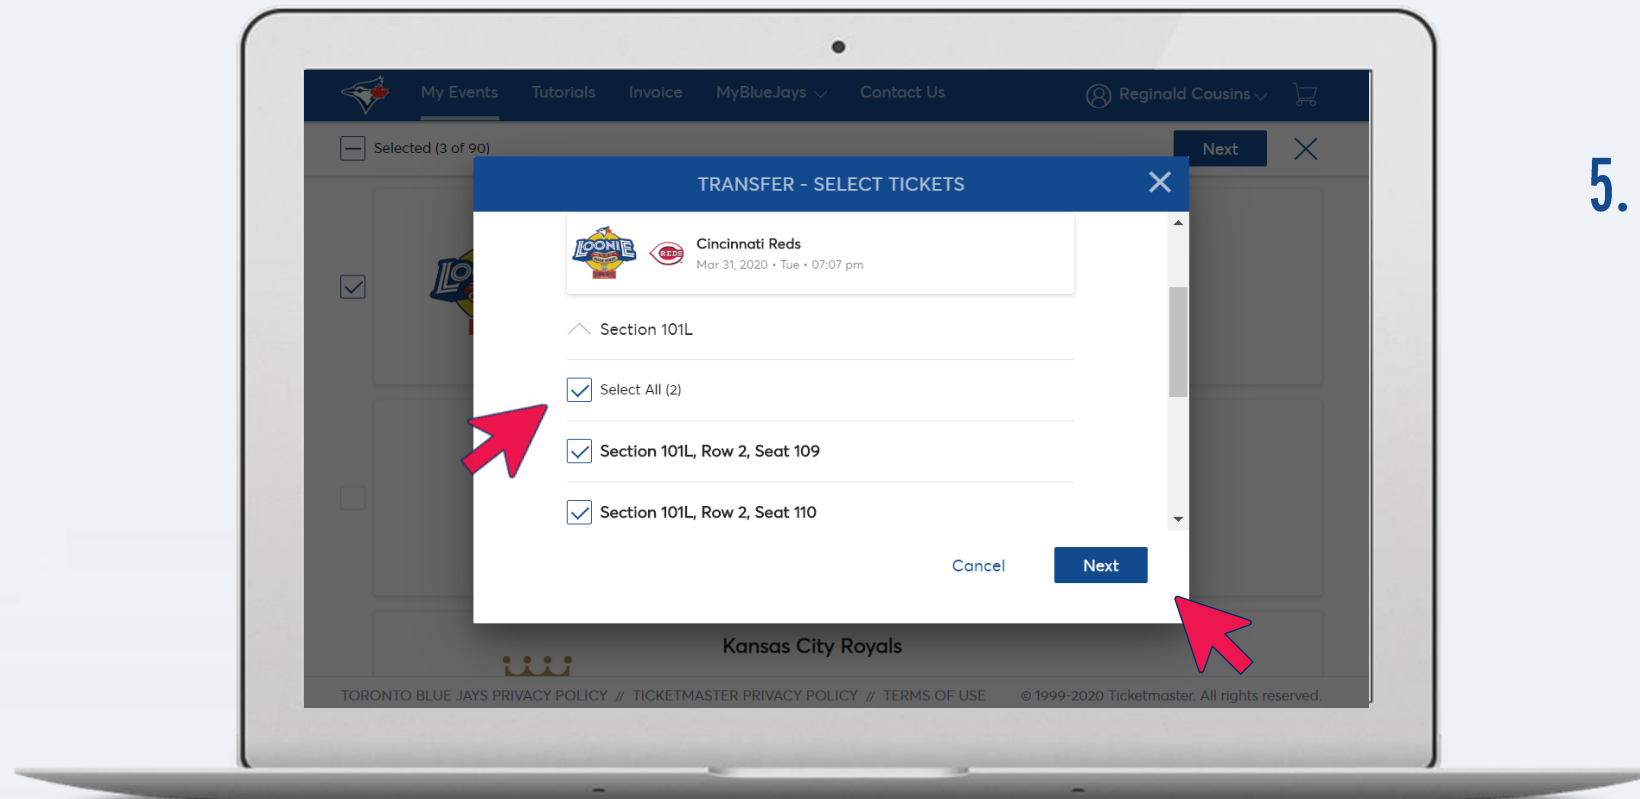 My Events Tutorials Invoice MyBlueJays Contact Us Reginald Cousins
Selected (3 of 90) Next
TRANSFER - SELECT TICKETS
5.
LOONIE
REDS
Cincinnati Reds
Mar 31, 2020 • Tue • 07:07 pm
LO
Section 101L
Select All (2)
Section 101L, Row 2, Seat 109
Section 101L, Row 2, Seat 110
Cancel Next
Kansas City Royals
TORONTO BLUE JAYS PRIVACY POLICY // TICKETMASTER PRIVACY POLICY // TERMS OF USE © 1999-2020 Ticketmaster. All rights reserved.